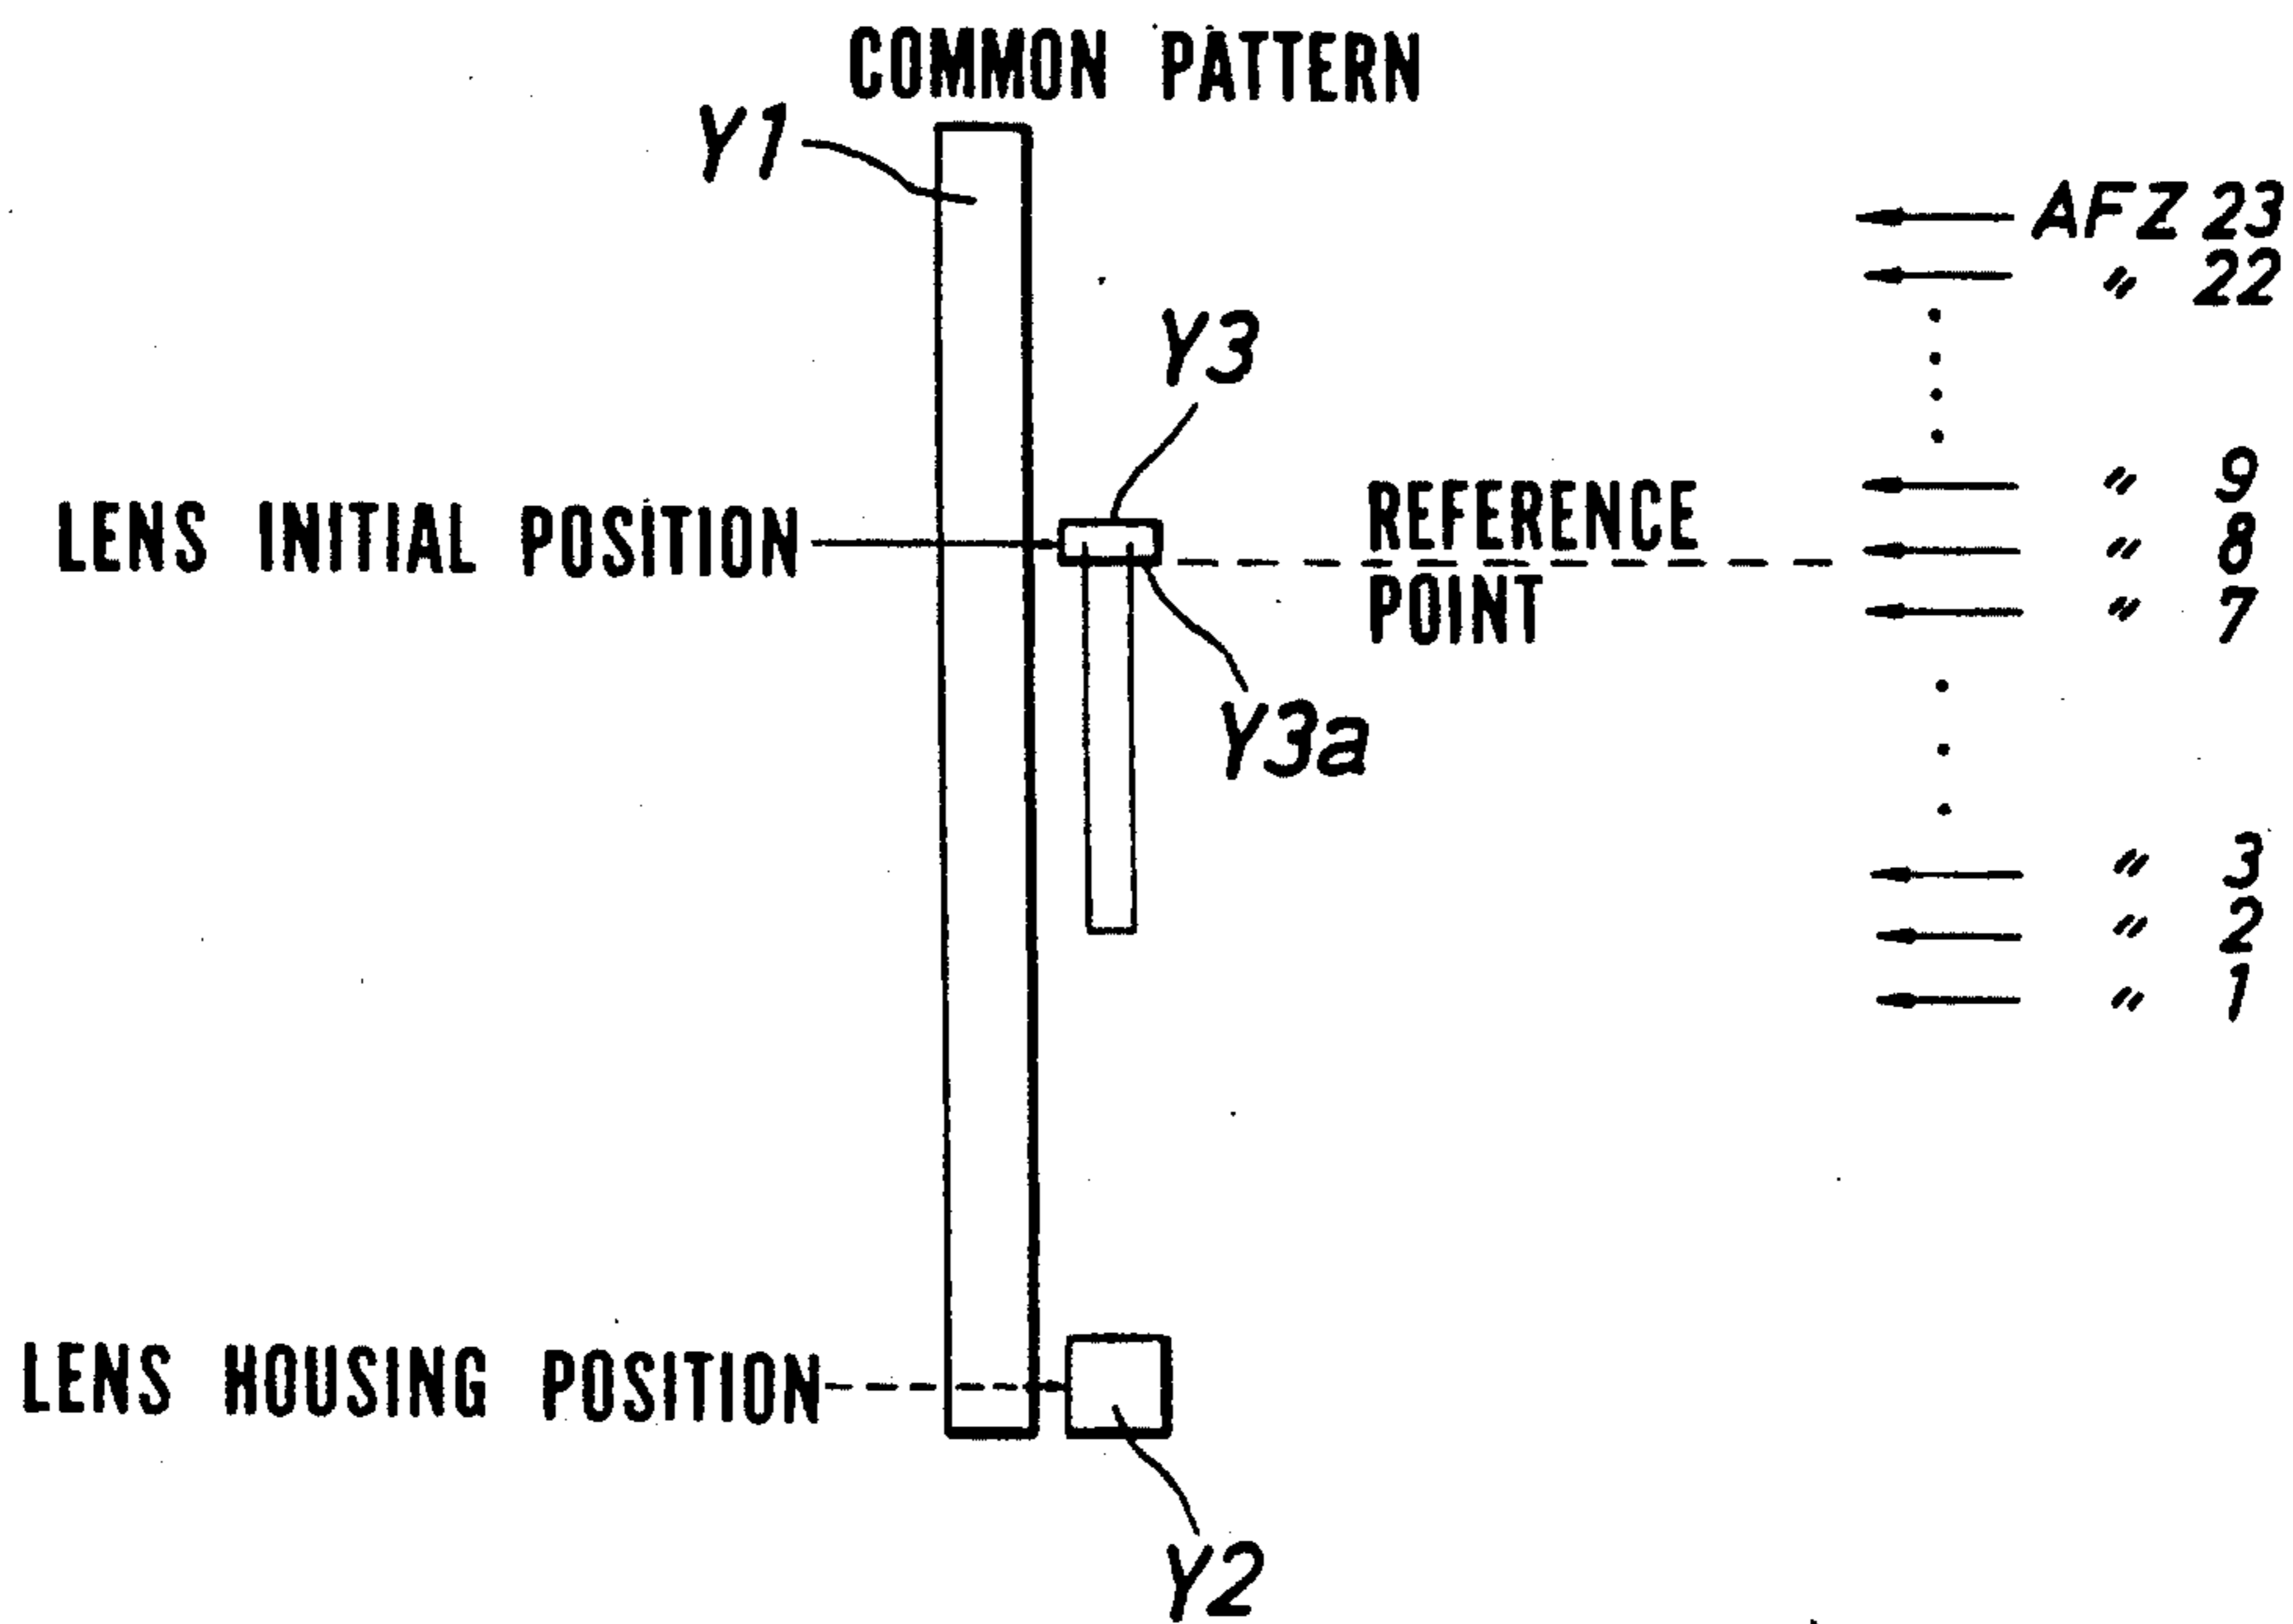 COMMON PATTERN
Y1
AFZ 23
〃 22
Y3
〃 9
LENS INITIAL POSITION
REFERENCE
POINT
〃 8
〃 7
Y3a
〃 3
〃 2
〃 1
LENS HOUSING POSITION
Y2